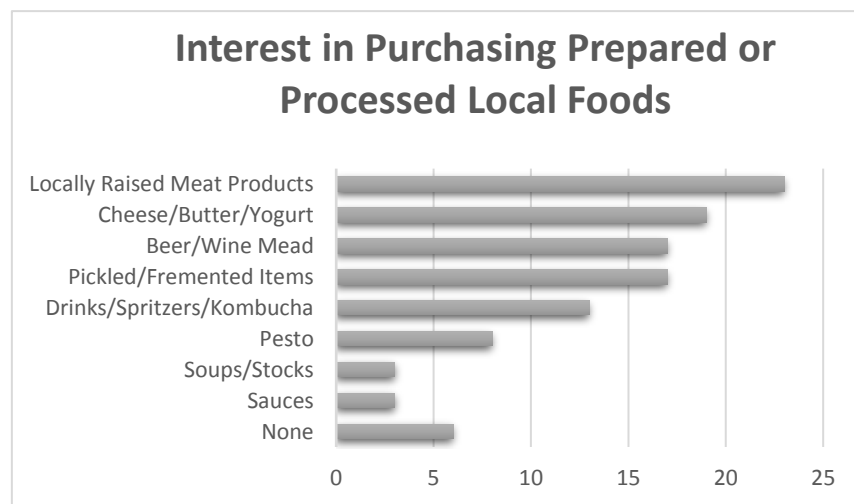 Interest in Purchasing Prepared or
Processed Local Foods
Locally Raised Meat Products
Cheese/Butter/Yogurt
Beer/Wine Mead
Pickled/Fremented Items
Drinks/Spritzers/Kombucha
Pesto
Soups/Stocks
Sauces
None
0 5 10 15 20 25